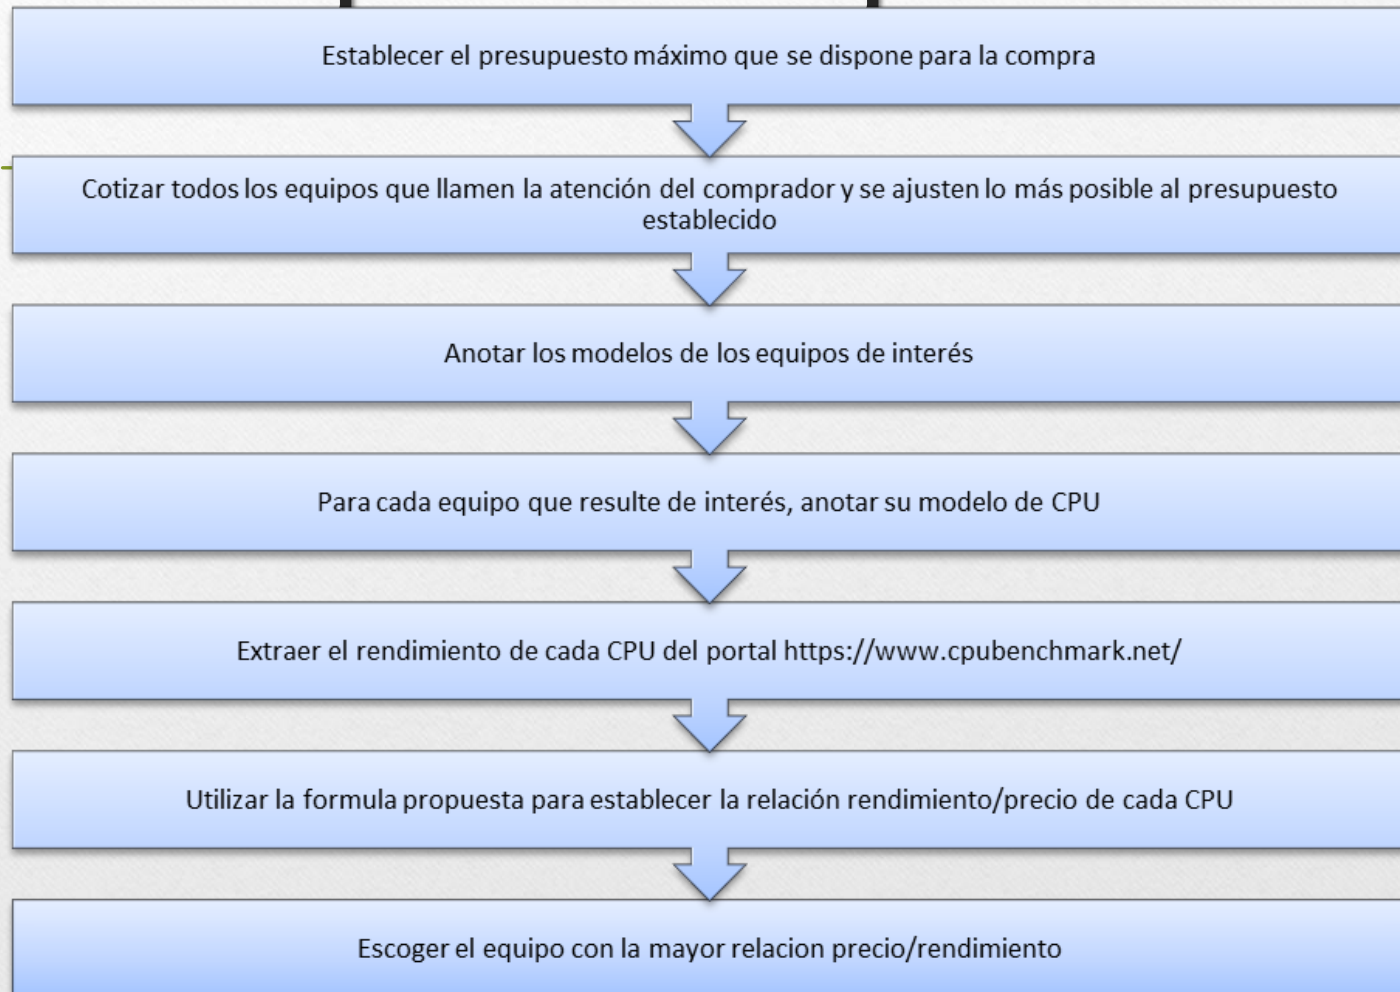 Establecer el presupuesto máximo que se dispone para la compra
Cotizar todos los equipos que llamen la atención del comprador y se ajusten lo más posible al presupuesto
establecido
Anotar los modelos de los equipos de interés
Para cada equipo que resulte de interés, anotar su modelo de CPU
Extraer el rendimiento de cada CPU del portal https://www.cpubenchmark.net/
Utilizar la formula propuesta para establecer la relación rendimiento/precio de cada CPU
Escoger el equipo con la mayor relacion precio/rendimiento